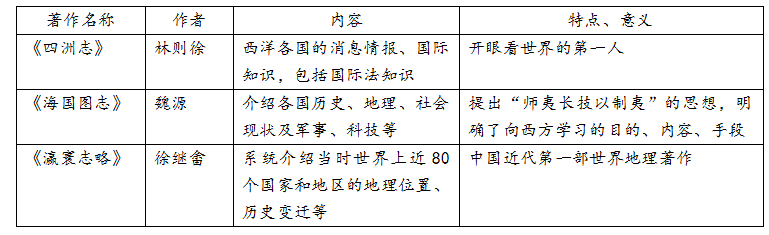 著作名称 作者 内容 特点、意义
《四洲志》 林则徐 西洋各国的消息情报、国际 开眼看世界的第一人
知识，包括国际法知识
《海国图志》 魏源 介绍各国历史、地理、社会 提出“师夷长技以制夷”的思想，明
现状及军事、科技等 确了向西方学习的目的、内容、手段
《瀛寰志略》 徐继畬 系统介绍当时世界上近 80 中国近代第一部世界地理著作
个国家和地区的地理位置、
历史变迁等